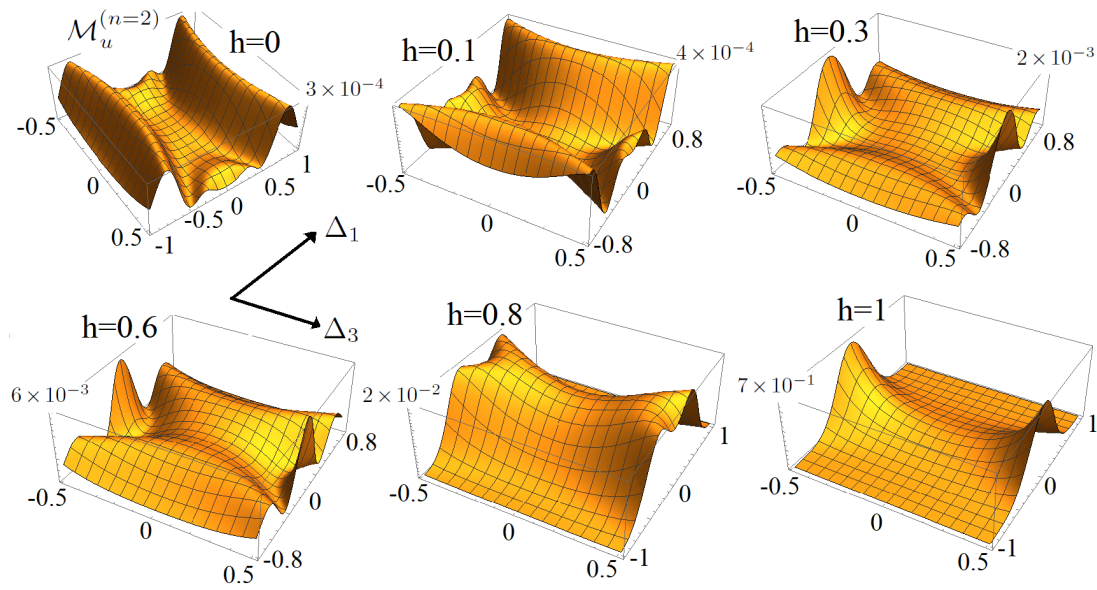 𝓜_u^{(n=2)} h=0
3 × 10^{-4}
-0.5
0
0.5
-1
-0.5
0
0.5
1
h=0.1
4 × 10^{-4}
-0.5
0
0.5
-0.8
0
0.8
h=0.3
2 × 10^{-3}
-0.5
0
0.5
-0.8
0
0.8
Δ_1
Δ_3
h=0.6
6 × 10^{-3}
-0.5
0
0.5
-0.8
0
0.8
h=0.8
2 × 10^{-2}
-0.5
0
0.5
-1
0
1
h=1
7 × 10^{-1}
-0.5
0
0.5
-1
0
1